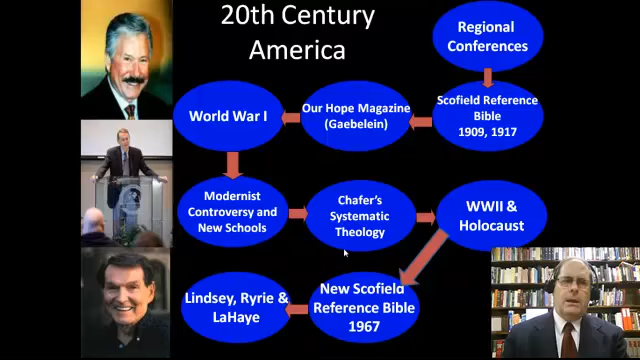 20th Century
America
Regional
Conferences
Scofield Reference
Bible
1909, 1917
Our Hope Magazine
(Gaebelein)
World War I
Modernist
Controversy and
New Schools
Chafer's
Systematic
Theology
WWII &
Holocaust
New Scofield
Reference Bible
1967
Lindsey, Ryrie &
LaHaye